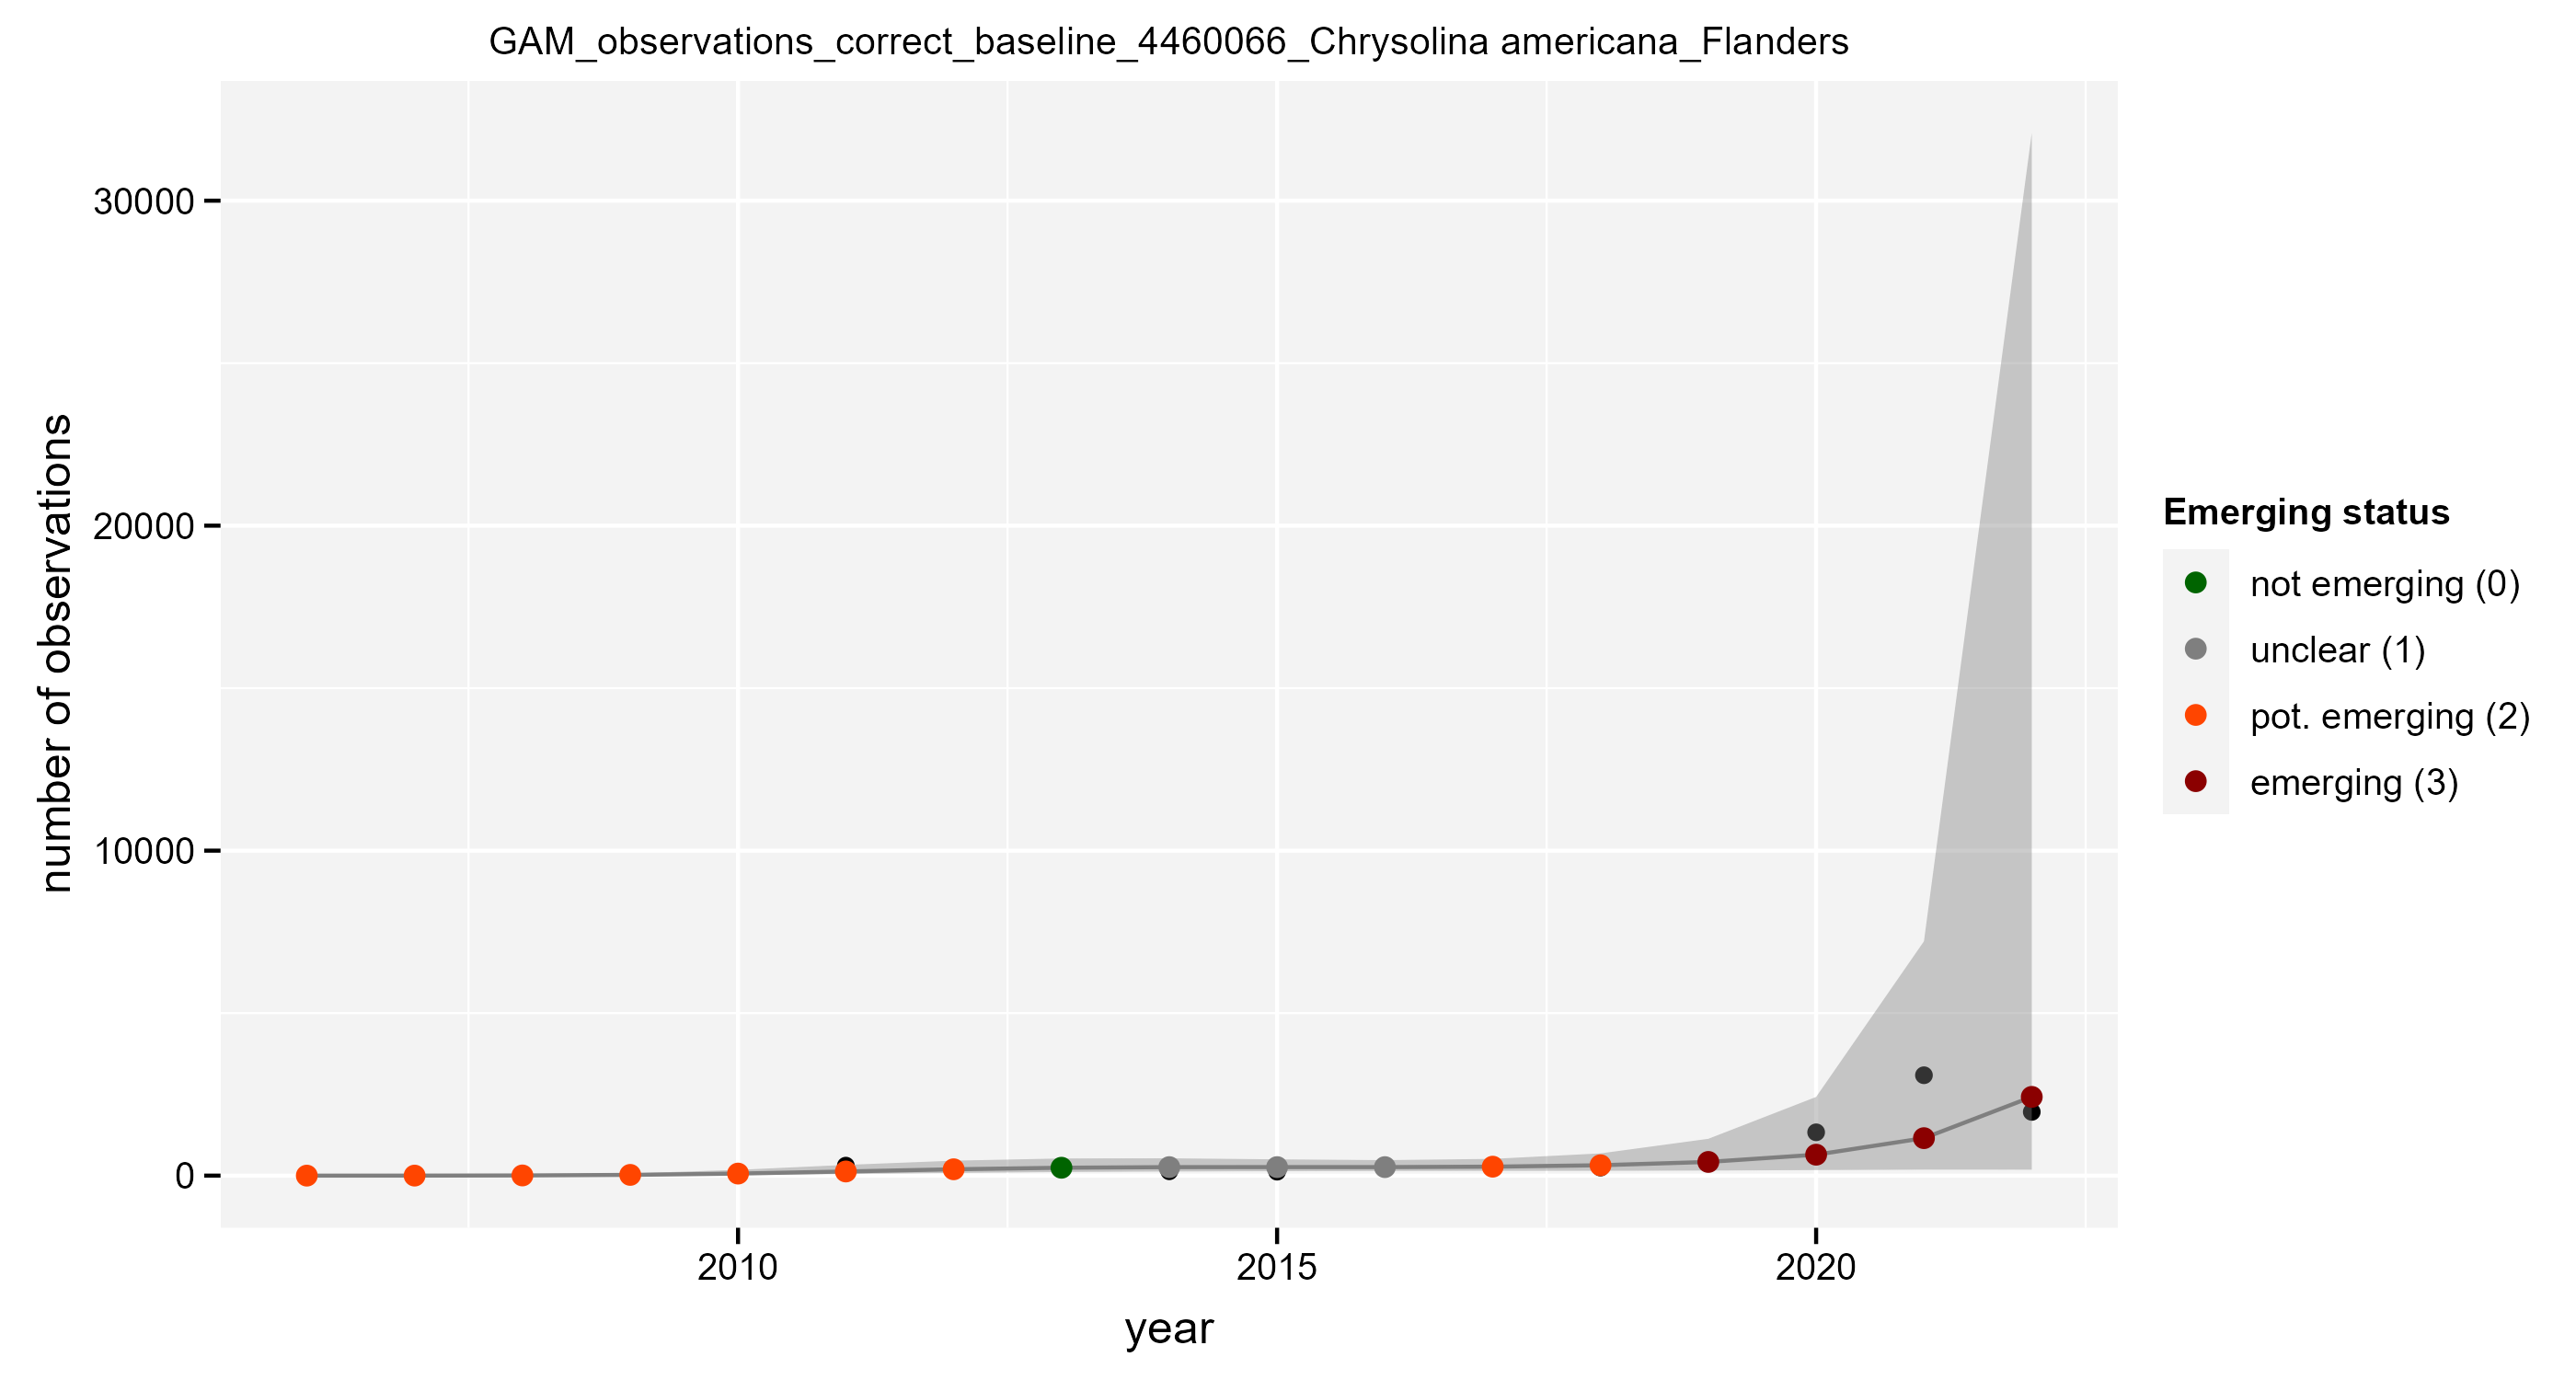 GAM_observations_correct_baseline_4460066_Chrysolina americana_Flanders
number of observations
30000
20000
10000
0
2010
2015
2020
year
Emerging status
not emerging (0)
unclear (1)
pot. emerging (2)
emerging (3)